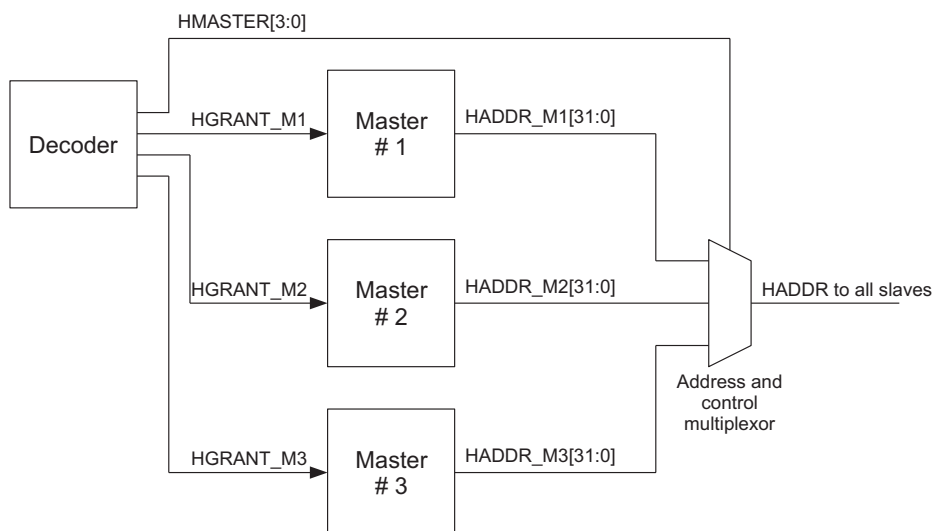 HMASTER[3:0]
Decoder
HGRANT_M1
Master
# 1
HADDR_M1[31:0]
HGRANT_M2
Master
# 2
HADDR_M2[31:0]
HADDR to all slaves
Address and
control
multiplexor
HGRANT_M3
Master
# 3
HADDR_M3[31:0]